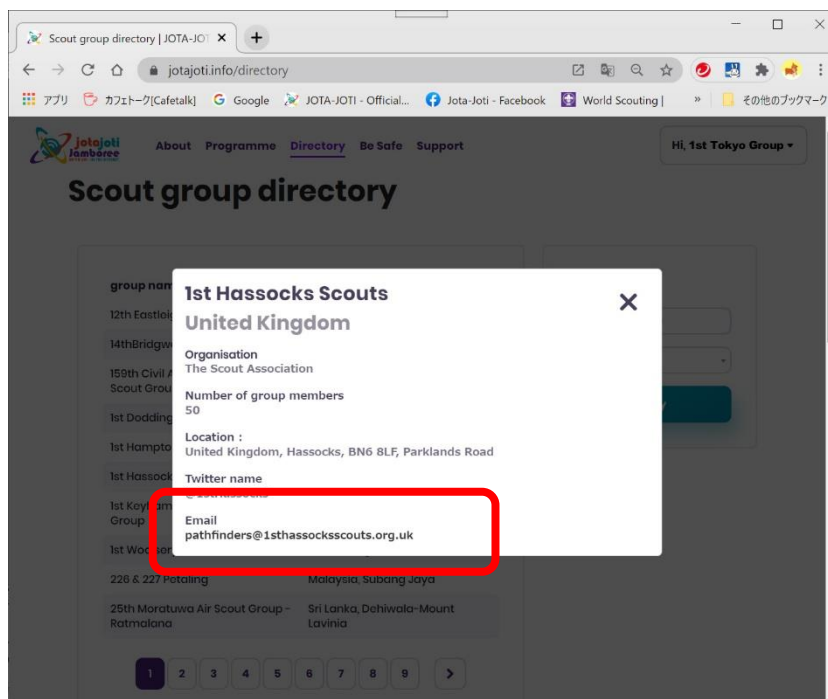 Scout group directory | JOTA-JOT
jotajoti.info/directory
アプリ カフェトーク[Cafetalk] Google JOTA-JOTI - Official... Jota-Joti - Facebook World Scouting | » その他のブックマーク
jotajoti
Jamboree
About Programme Directory Be Safe Support
Hi, 1st Tokyo Group
Scout group directory
group nam
12th Eastlei
14thBridgw
159th Civil A
Scout Grou
1st Dodding
1st Hampto
1st Hassock
1st Keyham
Group
1st Wo
226 & 227 Petaling Malaysia, Subang Jaya
25th Moratuwa Air Scout Group - Sri Lanka, Dehiwala-Mount
Ratmalana Lavinia
1st Hassocks Scouts
United Kingdom
Organisation
The Scout Association
Number of group members
50
Location :
United Kingdom, Hassocks, BN6 8LF, Parklands Road
Twitter name
Email
pathfinders@1sthassocksscouts.org.uk
1 2 3 4 5 6 7 8 9 >